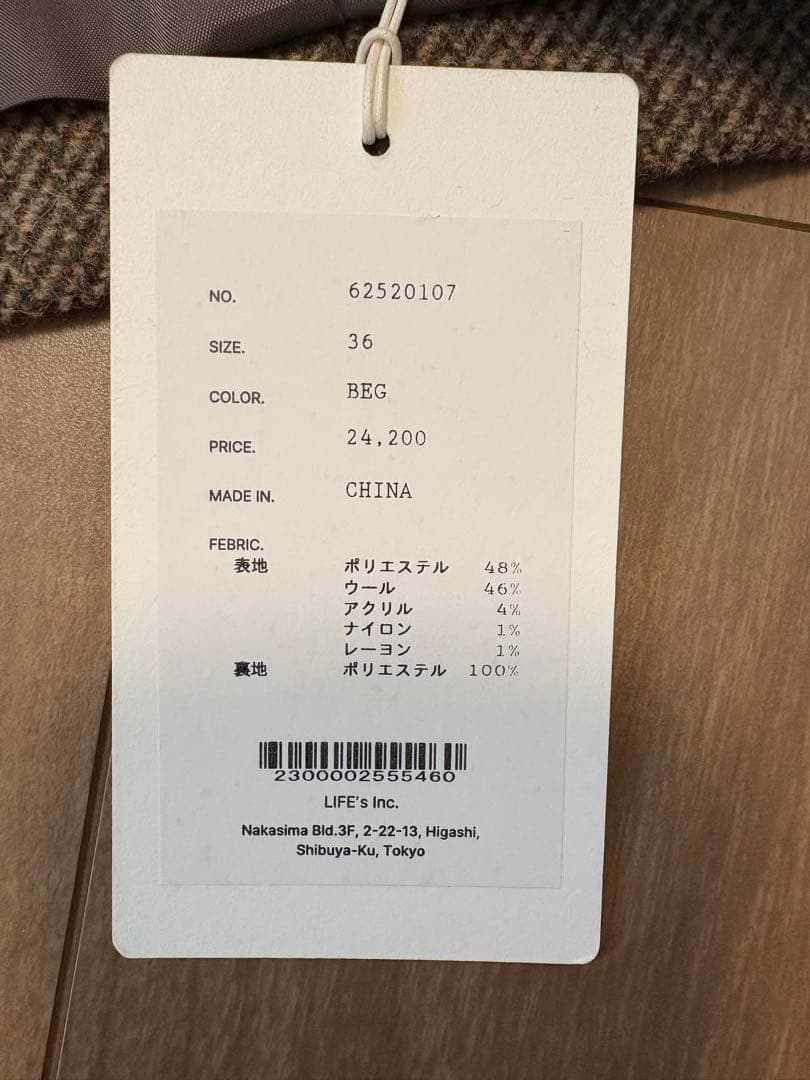 NO. 62520107
SIZE. 36
COLOR. BEG
PRICE. 24,200
MADE IN. CHINA
FEBRIC.
表地 ポリエステル 48%
ウール 46%
アクリル 4%
ナイロン 1%
レーヨン 1%
裏地 ポリエステル 100%
2300002555460
LIFE's Inc.
Nakasima Bld.3F, 2-22-13, Higashi,
Shibuya-Ku, Tokyo